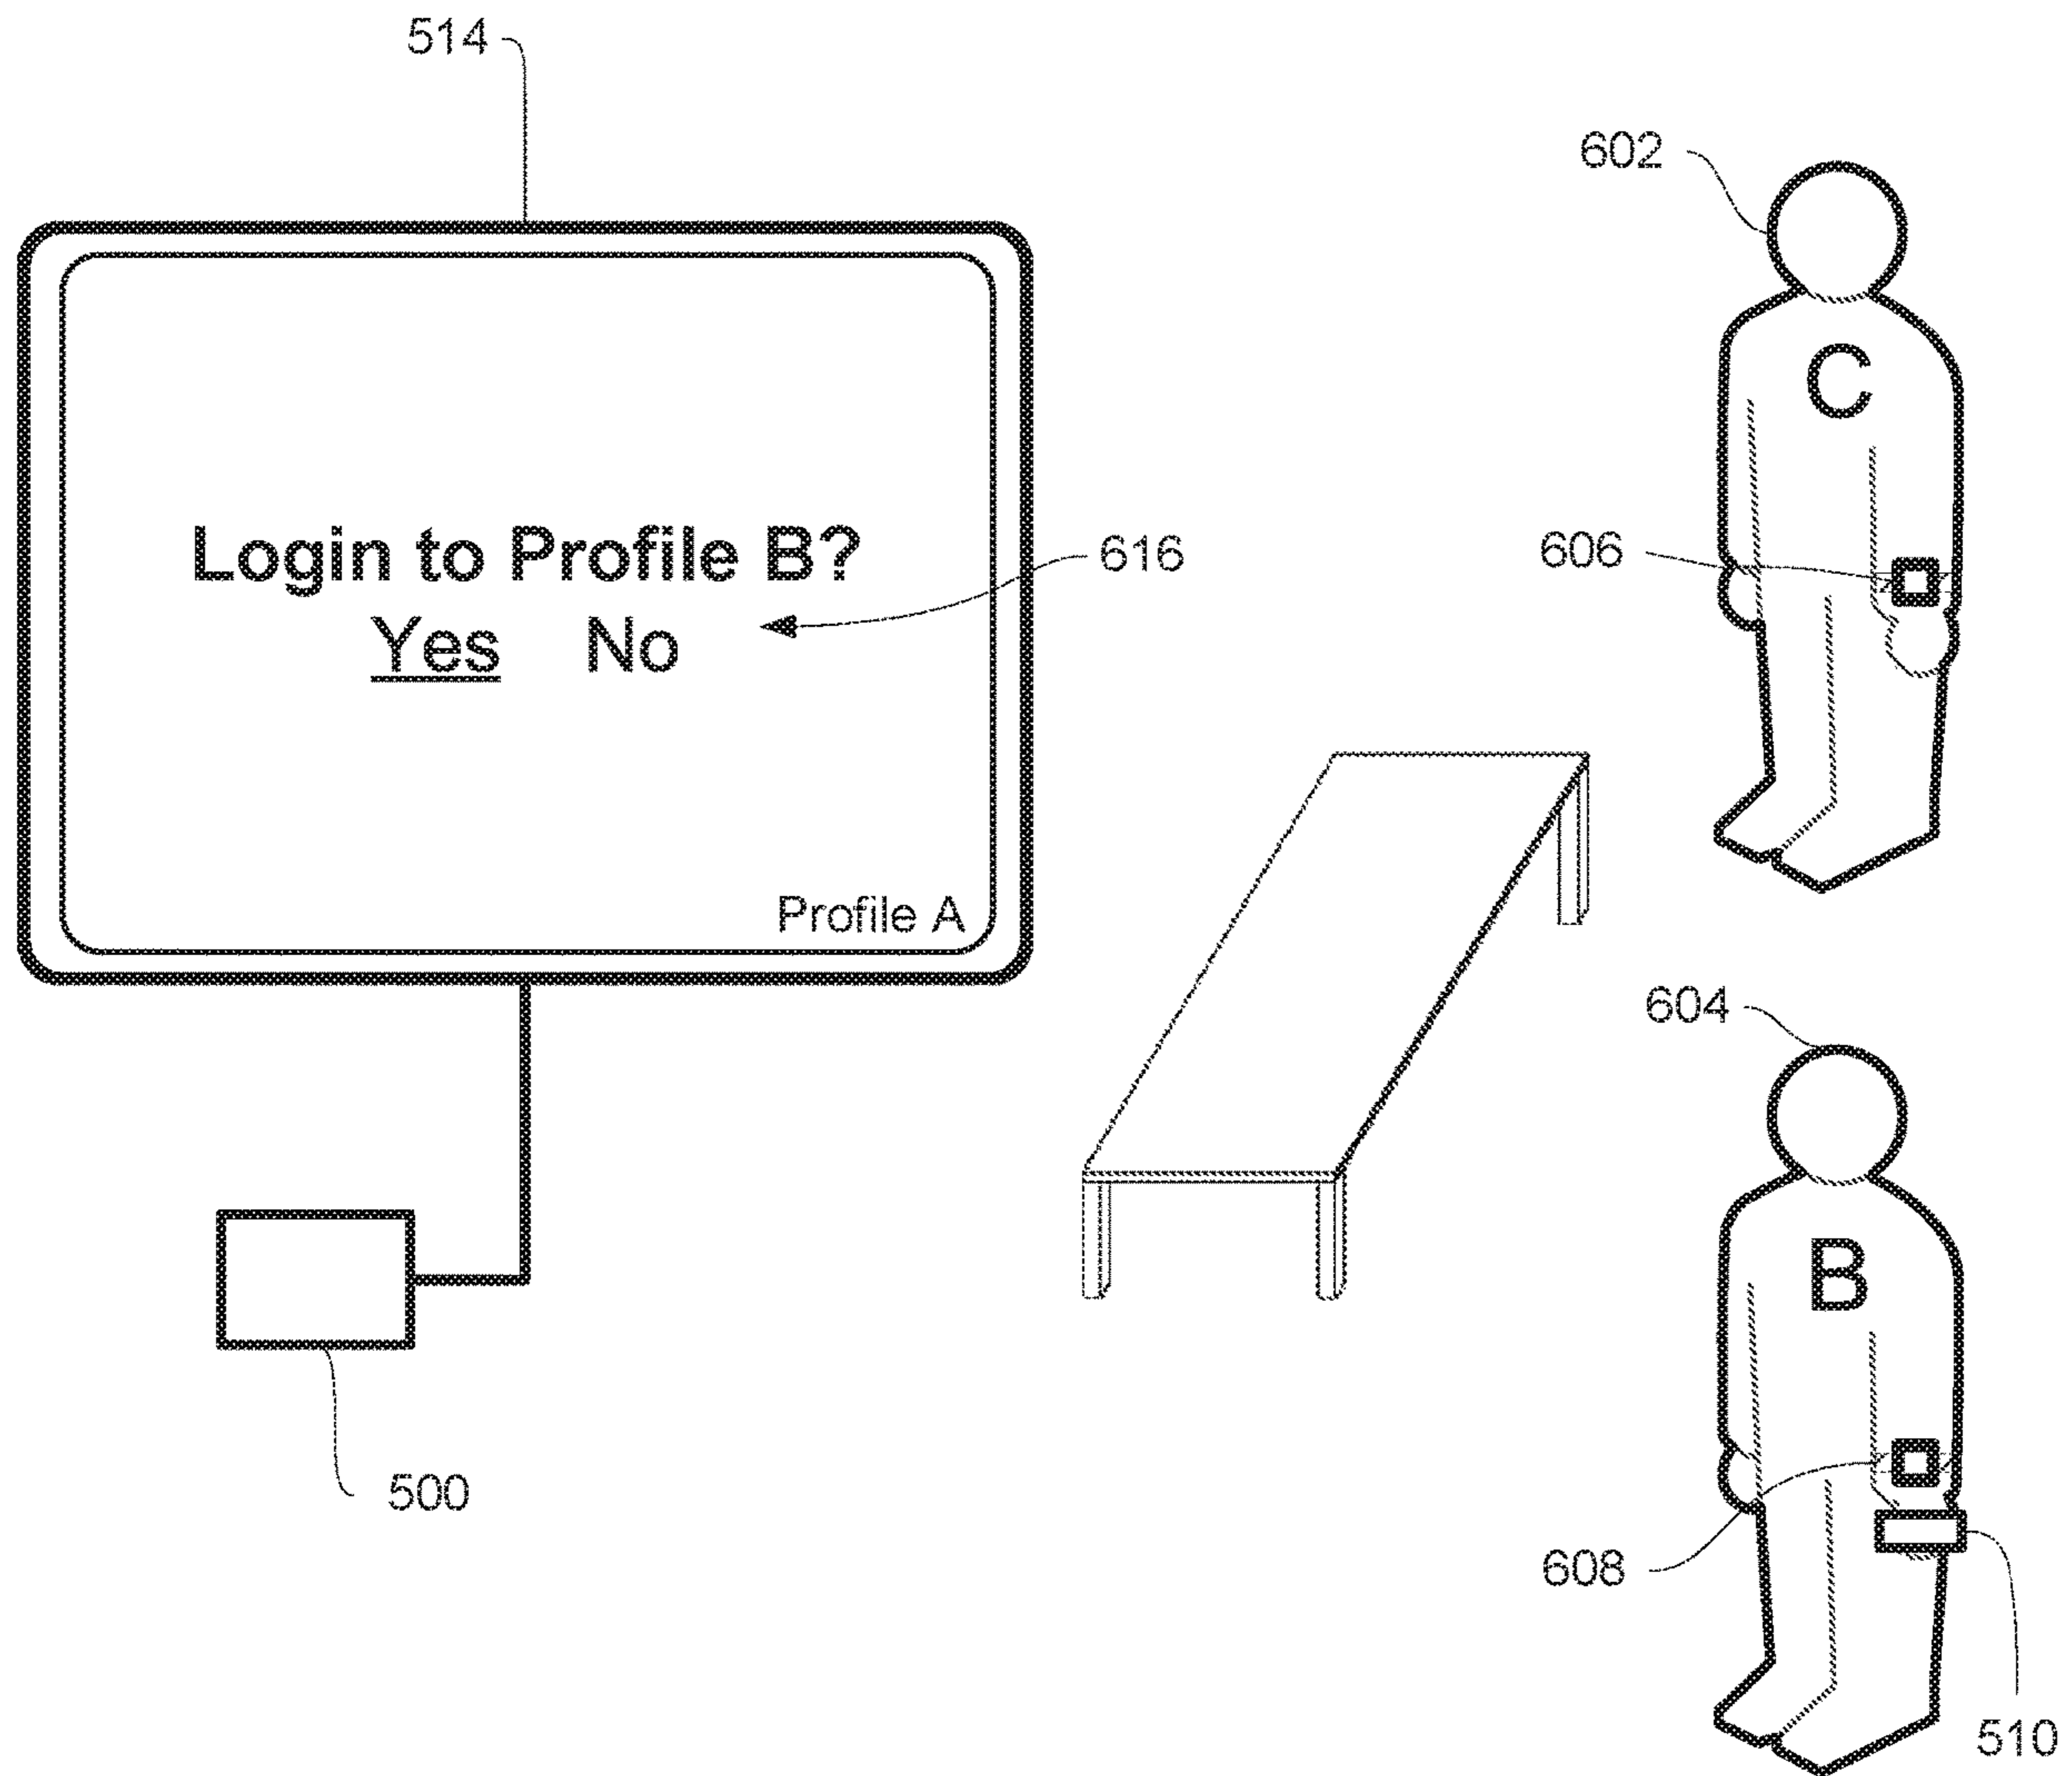 514
602
C
606
Login to Profile B?
616
Yes No
Profile A
604
B
500
608
510